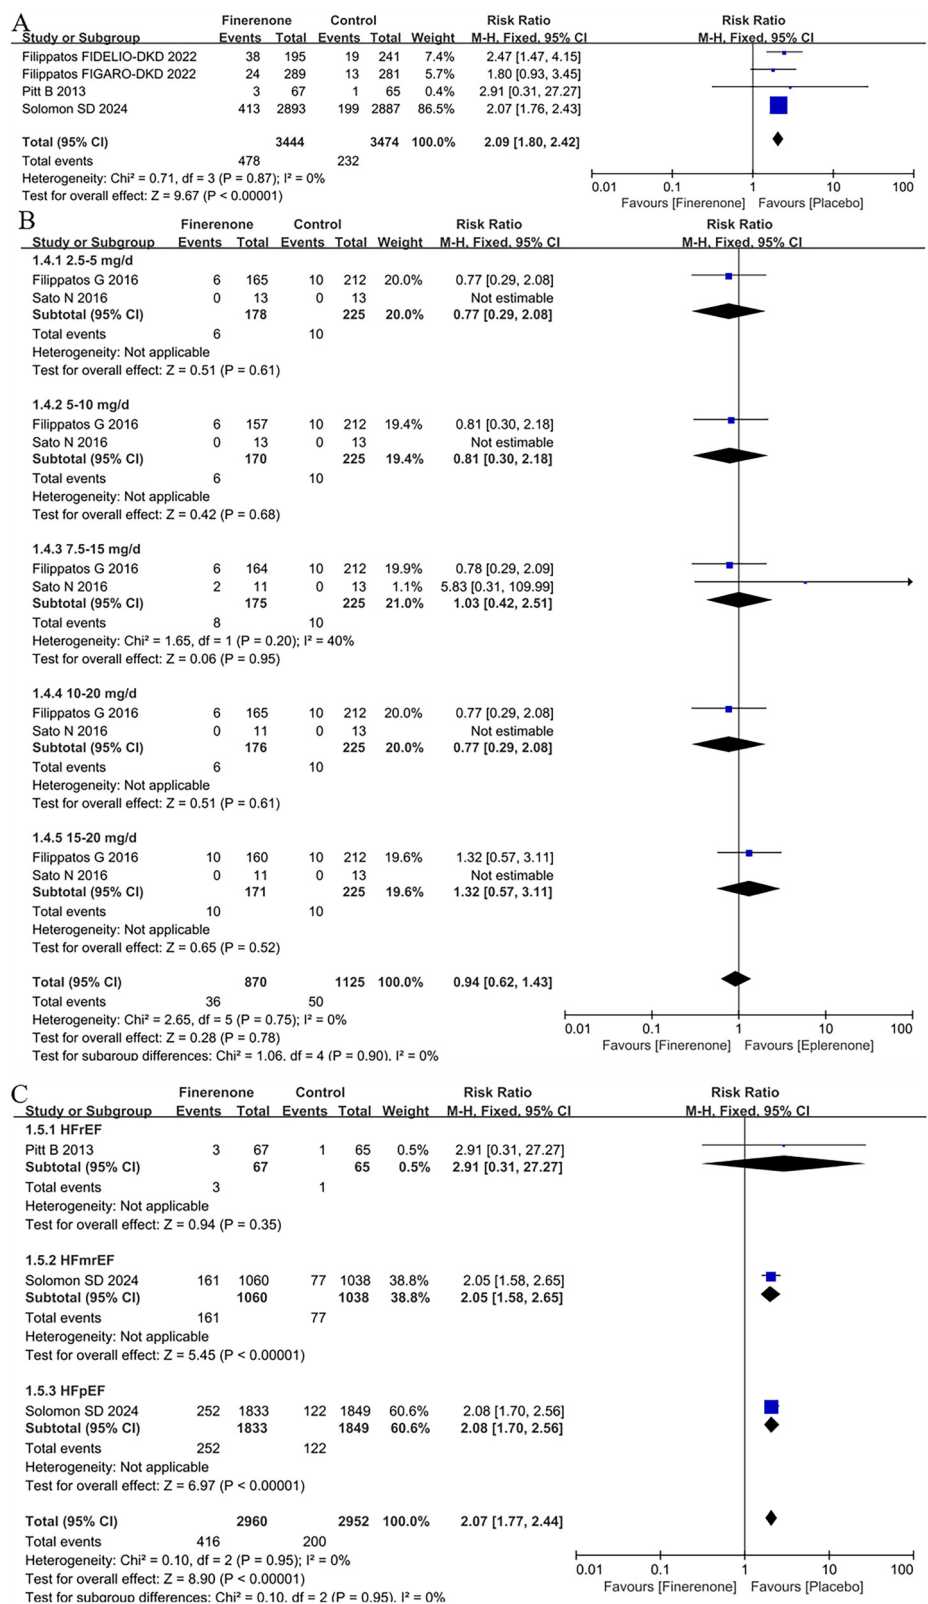 A
Finerenone Control Risk Ratio Risk Ratio
Study or Subgroup Events Total Events Total Weight M-H, Fixed, 95% CI M-H, Fixed, 95% CI
Filippatos FIDELIO-DKD 2022 38 195 19 241 7.4% 2.47 [1.47, 4.15]
Filippatos FIGARO-DKD 2022 24 289 13 281 5.7% 1.80 [0.93, 3.45]
Pitt B 2013 3 67 1 65 0.4% 2.91 [0.31, 27.27]
Solomon SD 2024 413 2893 199 2887 86.5% 2.07 [1.76, 2.43]
Total (95% CI) 3444 3474 100.0% 2.09 [1.80, 2.42]
Total events 478 232
Heterogeneity: Chi² = 0.71, df = 3 (P = 0.87); I² = 0%
Test for overall effect: Z = 9.67 (P < 0.00001)
0.01 0.1 1 10 100
Favours [Finerenone] Favours [Placebo]
B
Finerenone Control Risk Ratio Risk Ratio
Study or Subgroup Events Total Events Total Weight M-H, Fixed, 95% CI M-H, Fixed, 95% CI
1.4.1 2.5-5 mg/d
Filippatos G 2016 6 165 10 212 20.0% 0.77 [0.29, 2.08]
Sato N 2016 0 13 0 13 Not estimable
Subtotal (95% CI) 178 225 20.0% 0.77 [0.29, 2.08]
Total events 6 10
Heterogeneity: Not applicable
Test for overall effect: Z = 0.51 (P = 0.61)
1.4.2 5-10 mg/d
Filippatos G 2016 6 157 10 212 19.4% 0.81 [0.30, 2.18]
Sato N 2016 0 13 0 13 Not estimable
Subtotal (95% CI) 170 225 19.4% 0.81 [0.30, 2.18]
Total events 6 10
Heterogeneity: Not applicable
Test for overall effect: Z = 0.42 (P = 0.68)
1.4.3 7.5-15 mg/d
Filippatos G 2016 6 164 10 212 19.9% 0.78 [0.29, 2.09]
Sato N 2016 2 11 0 13 1.1% 5.83 [0.31, 109.99]
Subtotal (95% CI) 175 225 21.0% 1.03 [0.42, 2.51]
Total events 8 10
Heterogeneity: Chi² = 1.65, df = 1 (P = 0.20); I² = 40%
Test for overall effect: Z = 0.06 (P = 0.95)
1.4.4 10-20 mg/d
Filippatos G 2016 6 165 10 212 20.0% 0.77 [0.29, 2.08]
Sato N 2016 0 11 0 13 Not estimable
Subtotal (95% CI) 176 225 20.0% 0.77 [0.29, 2.08]
Total events 6 10
Heterogeneity: Not applicable
Test for overall effect: Z = 0.51 (P = 0.61)
1.4.5 15-20 mg/d
Filippatos G 2016 10 160 10 212 19.6% 1.32 [0.57, 3.11]
Sato N 2016 0 11 0 13 Not estimable
Subtotal (95% CI) 171 225 19.6% 1.32 [0.57, 3.11]
Total events 10 10
Heterogeneity: Not applicable
Test for overall effect: Z = 0.65 (P = 0.52)
Total (95% CI) 870 1125 100.0% 0.94 [0.62, 1.43]
Total events 36 50
Heterogeneity: Chi² = 2.65, df = 5 (P = 0.75); I² = 0%
Test for overall effect: Z = 0.28 (P = 0.78)
Test for subgroup differences: Chi² = 1.06, df = 4 (P = 0.90), I² = 0%
0.01 0.1 1 10 100
Favours [Finerenone] Favours [Eplerenone]
C
Finerenone Control Risk Ratio Risk Ratio
Study or Subgroup Events Total Events Total Weight M-H, Fixed, 95% CI M-H, Fixed, 95% CI
1.5.1 HFrEF
Pitt B 2013 3 67 1 65 0.5% 2.91 [0.31, 27.27]
Subtotal (95% CI) 67 65 0.5% 2.91 [0.31, 27.27]
Total events 3 1
Heterogeneity: Not applicable
Test for overall effect: Z = 0.94 (P = 0.35)
1.5.2 HFmrEF
Solomon SD 2024 161 1060 77 1038 38.8% 2.05 [1.58, 2.65]
Subtotal (95% CI) 1060 1038 38.8% 2.05 [1.58, 2.65]
Total events 161 77
Heterogeneity: Not applicable
Test for overall effect: Z = 5.45 (P < 0.00001)
1.5.3 HFpEF
Solomon SD 2024 252 1833 122 1849 60.6% 2.08 [1.70, 2.56]
Subtotal (95% CI) 1833 1849 60.6% 2.08 [1.70, 2.56]
Total events 252 122
Heterogeneity: Not applicable
Test for overall effect: Z = 6.97 (P < 0.00001)
Total (95% CI) 2960 2952 100.0% 2.07 [1.77, 2.44]
Total events 416 200
Heterogeneity: Chi² = 0.10, df = 2 (P = 0.95); I² = 0%
Test for overall effect: Z = 8.90 (P < 0.00001)
Test for subgroup differences: Chi² = 0.10, df = 2 (P = 0.95), I² = 0%
0.01 0.1 1 10 100
Favours [Finerenone] Favours [Placebo]